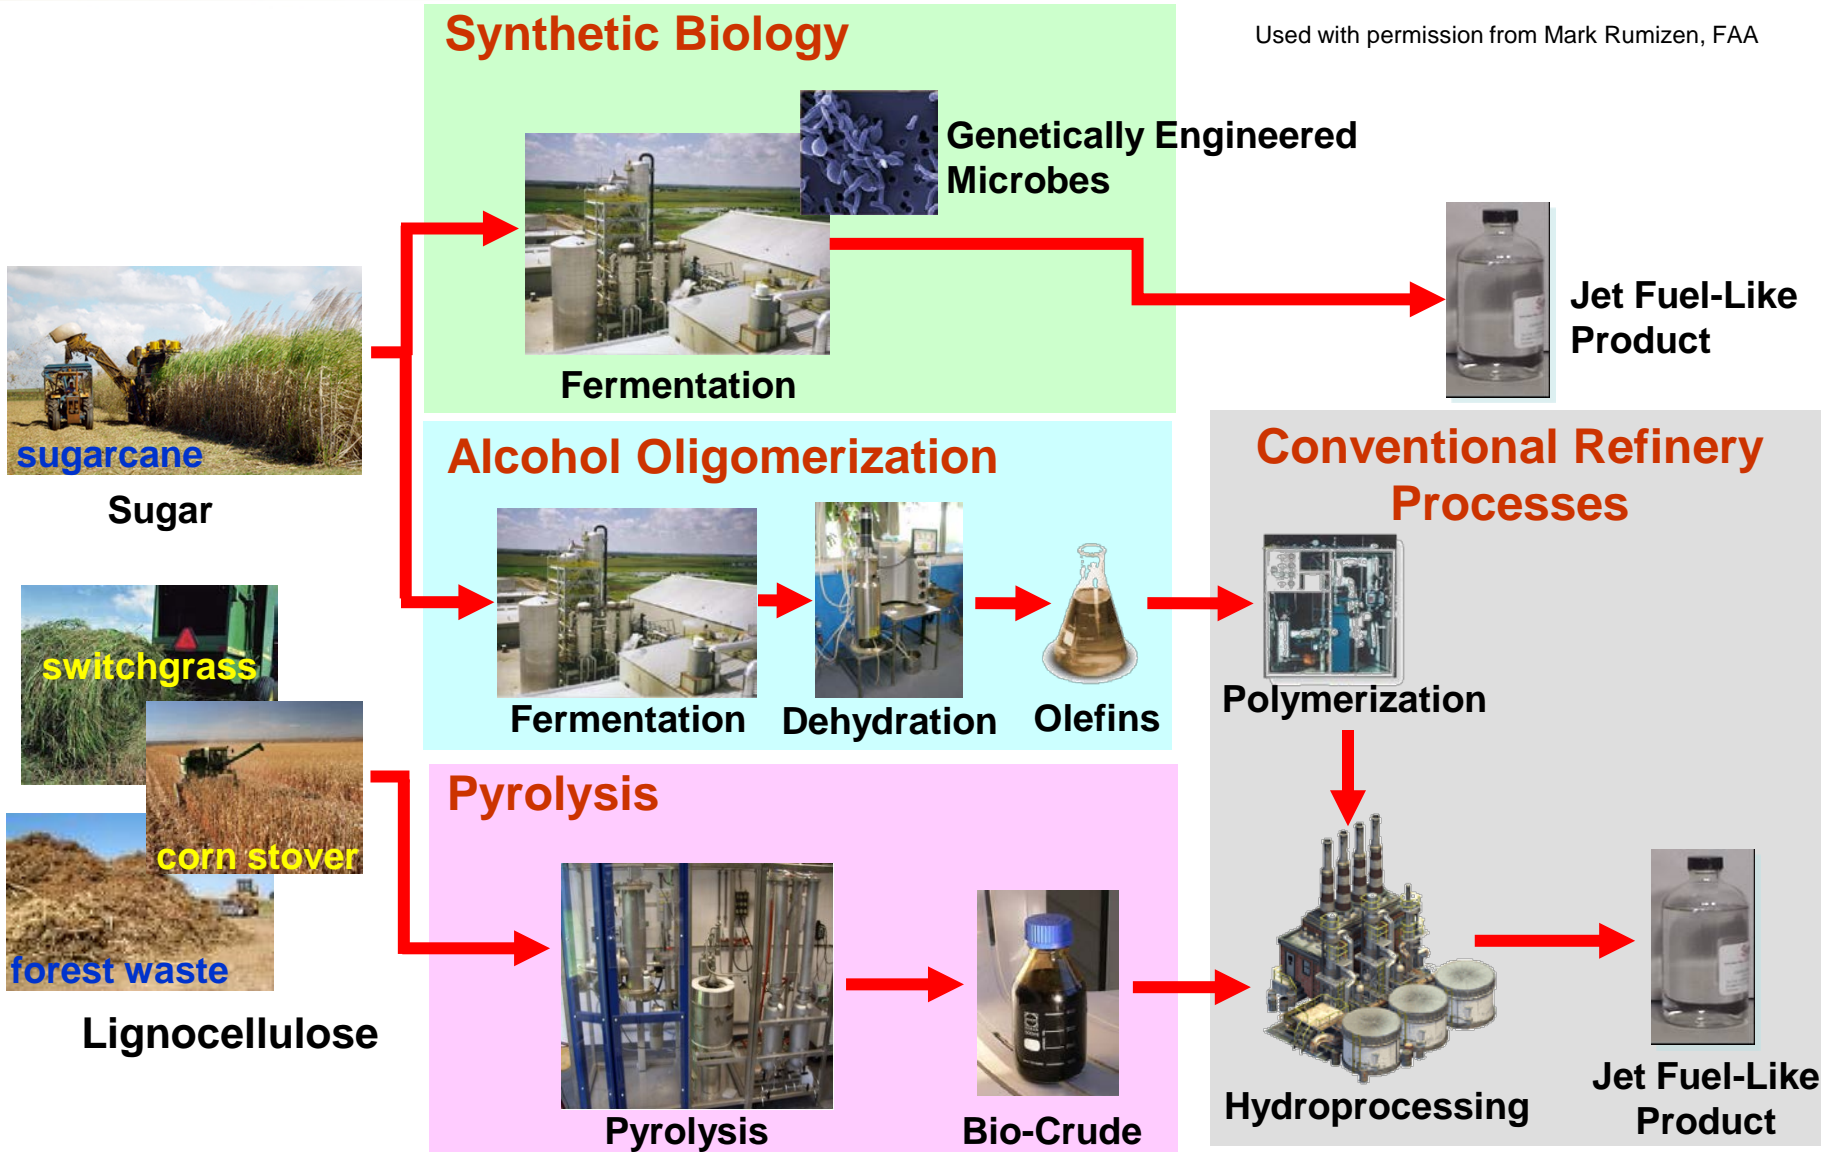 Synthetic Biology
Used with permission from Mark Rumizen, FAA
Genetically Engineered
Microbes
Fermentation
Jet Fuel-Like
Product
sugarcane
Sugar
Alcohol Oligomerization
Fermentation
Dehydration
Olefins
Conventional Refinery
Processes
Polymerization
switchgrass
corn stover
forest waste
Lignocellulose
Pyrolysis
Pyrolysis
Bio-Crude
Hydroprocessing
Jet Fuel-Like
Product